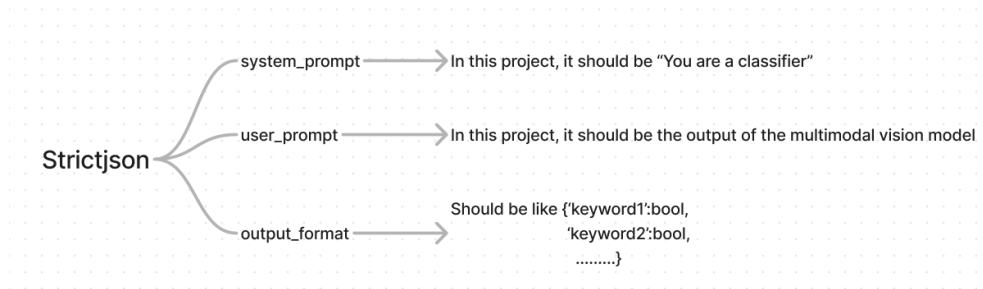 system_prompt
In this project, it should be “You are a classifier”
user_prompt
In this project, it should be the output of the multimodal vision model
Strictjson
output_format
Should be like {‘keyword1’:bool,
‘keyword2’:bool,
.........}